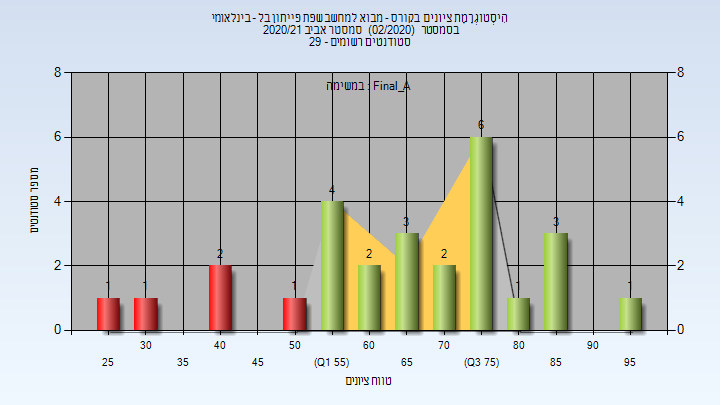 הִיסְטוֹגְרָמַת ציונים בקורס - מבוא למחשב שפת פייתון בל - בינלאומי
בסמסטר (02/2020) סמסטר אביב 2020/21
סטודנטים רשומים - 29
במשימה : Final_A
מספר סטודנטים
8 8
6 6
4 4
2 2
0 0
1 1 2 1 4 2 3 2 6 1 3 1
30 40 50 60 70 80 90
25 35 45 (Q1 55) 65 (Q3 75) 85 95
טווח ציונים